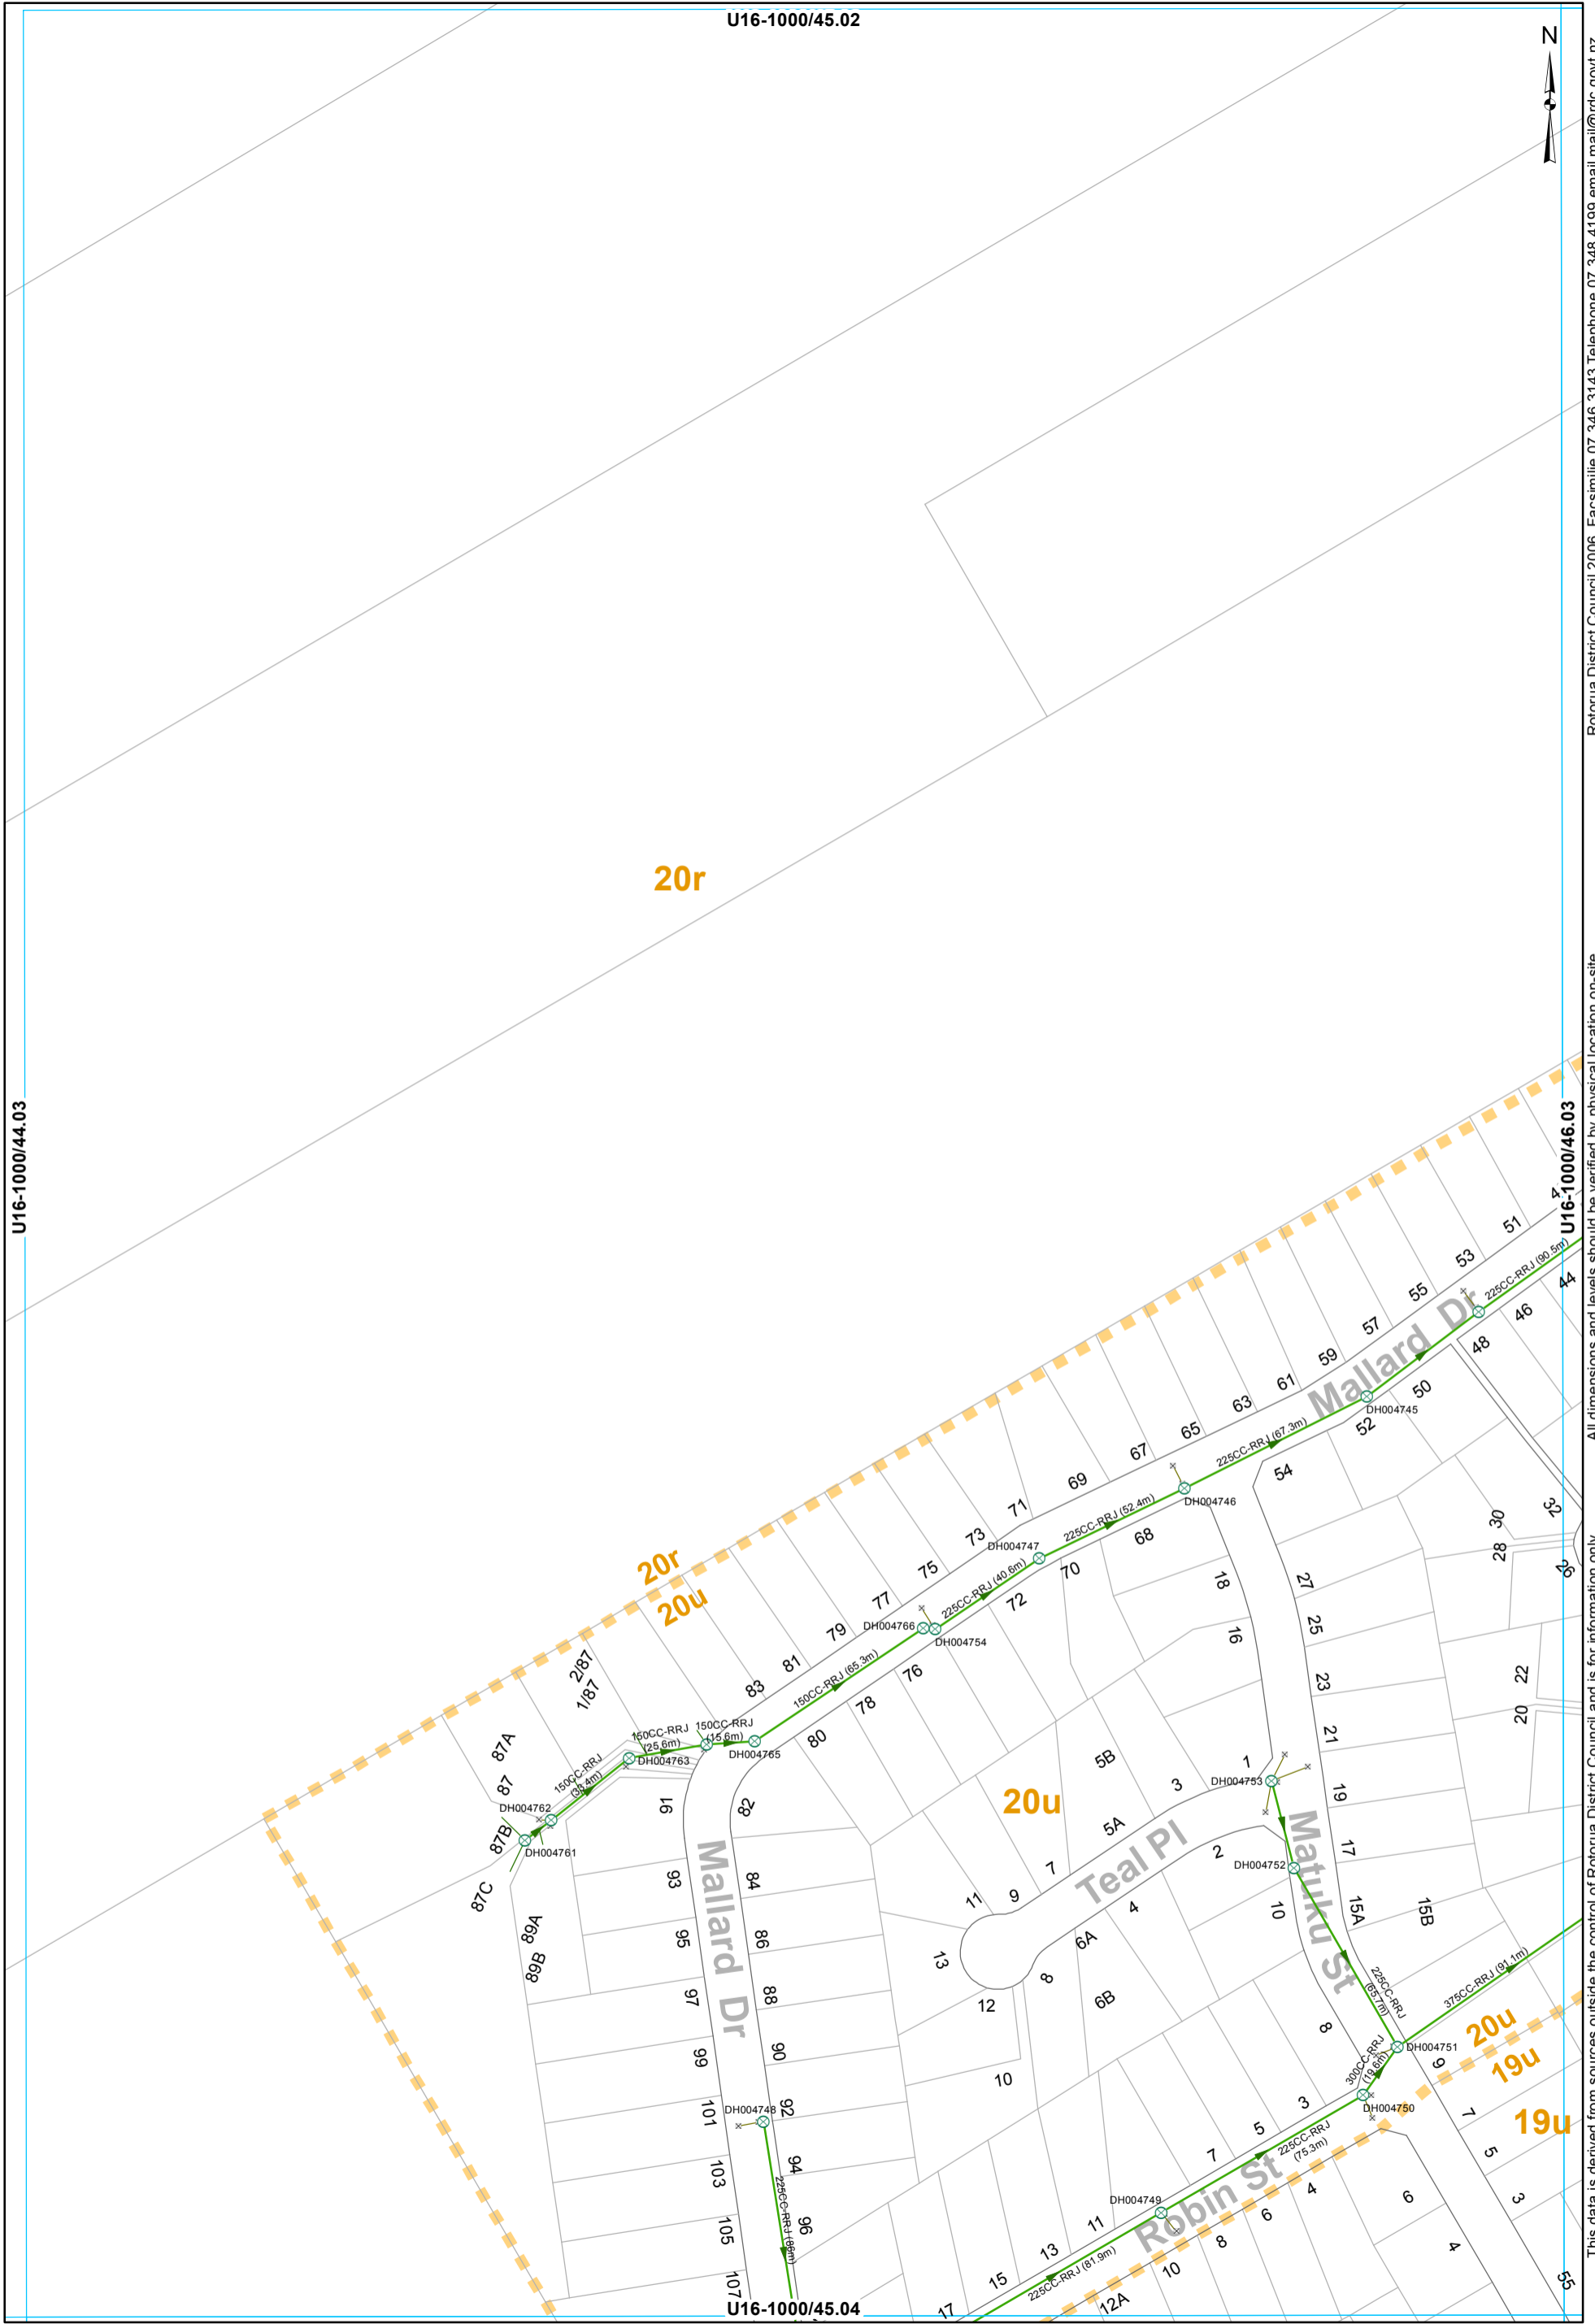 U16-1000/45.02
N
Rotorua District Council 2006. Facsimilie 07 346 3143 Telephone 07 348 4199 email mail@rdc.govt.nz
20r
U16-1000/44.03
U16-1000/46.03
All dimensions and levels should be verified by physical location on-site
This data is derived from sources outside the control of Rotorua District Council and is for information only
51
53
55
57
59
61
63
65
67
69
71
73
75
77
79
81
83
225CC-RRJ (90.5m)
44
46
48
50
52
54
Mallard Dr
DH004745
225CC-RRJ (67.3m)
DH004746
225CC-RRJ (52.4m)
68
DH004747
70
225CC-RRJ (40.6m)
72
DH004766
DH004754
76
78
80
150CC-RRJ (65.3m)
20r
20u
32
30
28
26
22
20
18
16
27
25
23
21
19
17
15A
15B
2/87
1/87
87A
87
87B
87C
89A
89B
150CC-RRJ
(15.6m)
150CC-RRJ
(25.6m)
DH004763
DH004765
150CC-RRJ
DH004762
DH004761
91
93
95
97
99
101
103
105
107
82
84
86
88
90
92
94
96
Mallard Dr
DH004748
225CC-RRJ (86m)
20u
5B
5A
1
3
7
9
11
13
Teal Pl
2
4
6A
6B
8
10
12
DH004753
DH004752
Matuku St
10
8
225CC-RRJ
(65.7m)
375CC-RRJ (91.1m)
DH004751
300CC-RRJ
(19.6m)
DH004750
20u
19u
19u
9
7
5
3
55
6
4
3
5
7
11
13
15
17
225CC-RRJ
(75.3m)
DH004749
Robin St
225CC-RRJ (81.9m)
4
6
8
10
12A
U16-1000/45.04